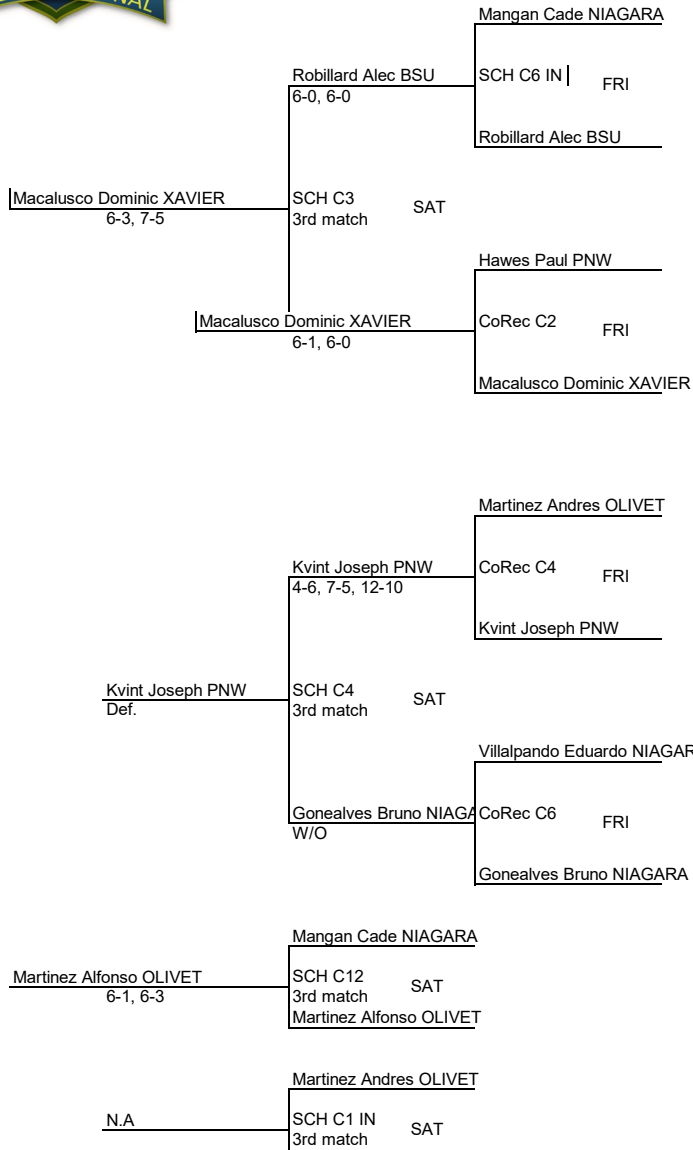 NAL
Mangan Cade NIAGARA
Robillard Alec BSU
SCH C6 IN
FRI
6-0, 6-0
Robillard Alec BSU
Macalusco Dominic XAVIER
SCH C3
SAT
6-3, 7-5
3rd match
Hawes Paul PNW
Macalusco Dominic XAVIER
CoRec C2
FRI
6-1, 6-0
Macalusco Dominic XAVIER
Martinez Andres OLIVET
Kvint Joseph PNW
CoRec C4
FRI
4-6, 7-5, 12-10
Kvint Joseph PNW
Kvint Joseph PNW
SCH C4
SAT
Def.
3rd match
Villalpando Eduardo NIAGAR
Gonealves Bruno NIAGA
CoRec C6
FRI
W/O
Gonealves Bruno NIAGARA
Mangan Cade NIAGARA
Martinez Alfonso OLIVET
SCH C12
SAT
6-1, 6-3
3rd match
Martinez Alfonso OLIVET
Martinez Andres OLIVET
N.A
SCH C1 IN
SAT
3rd match